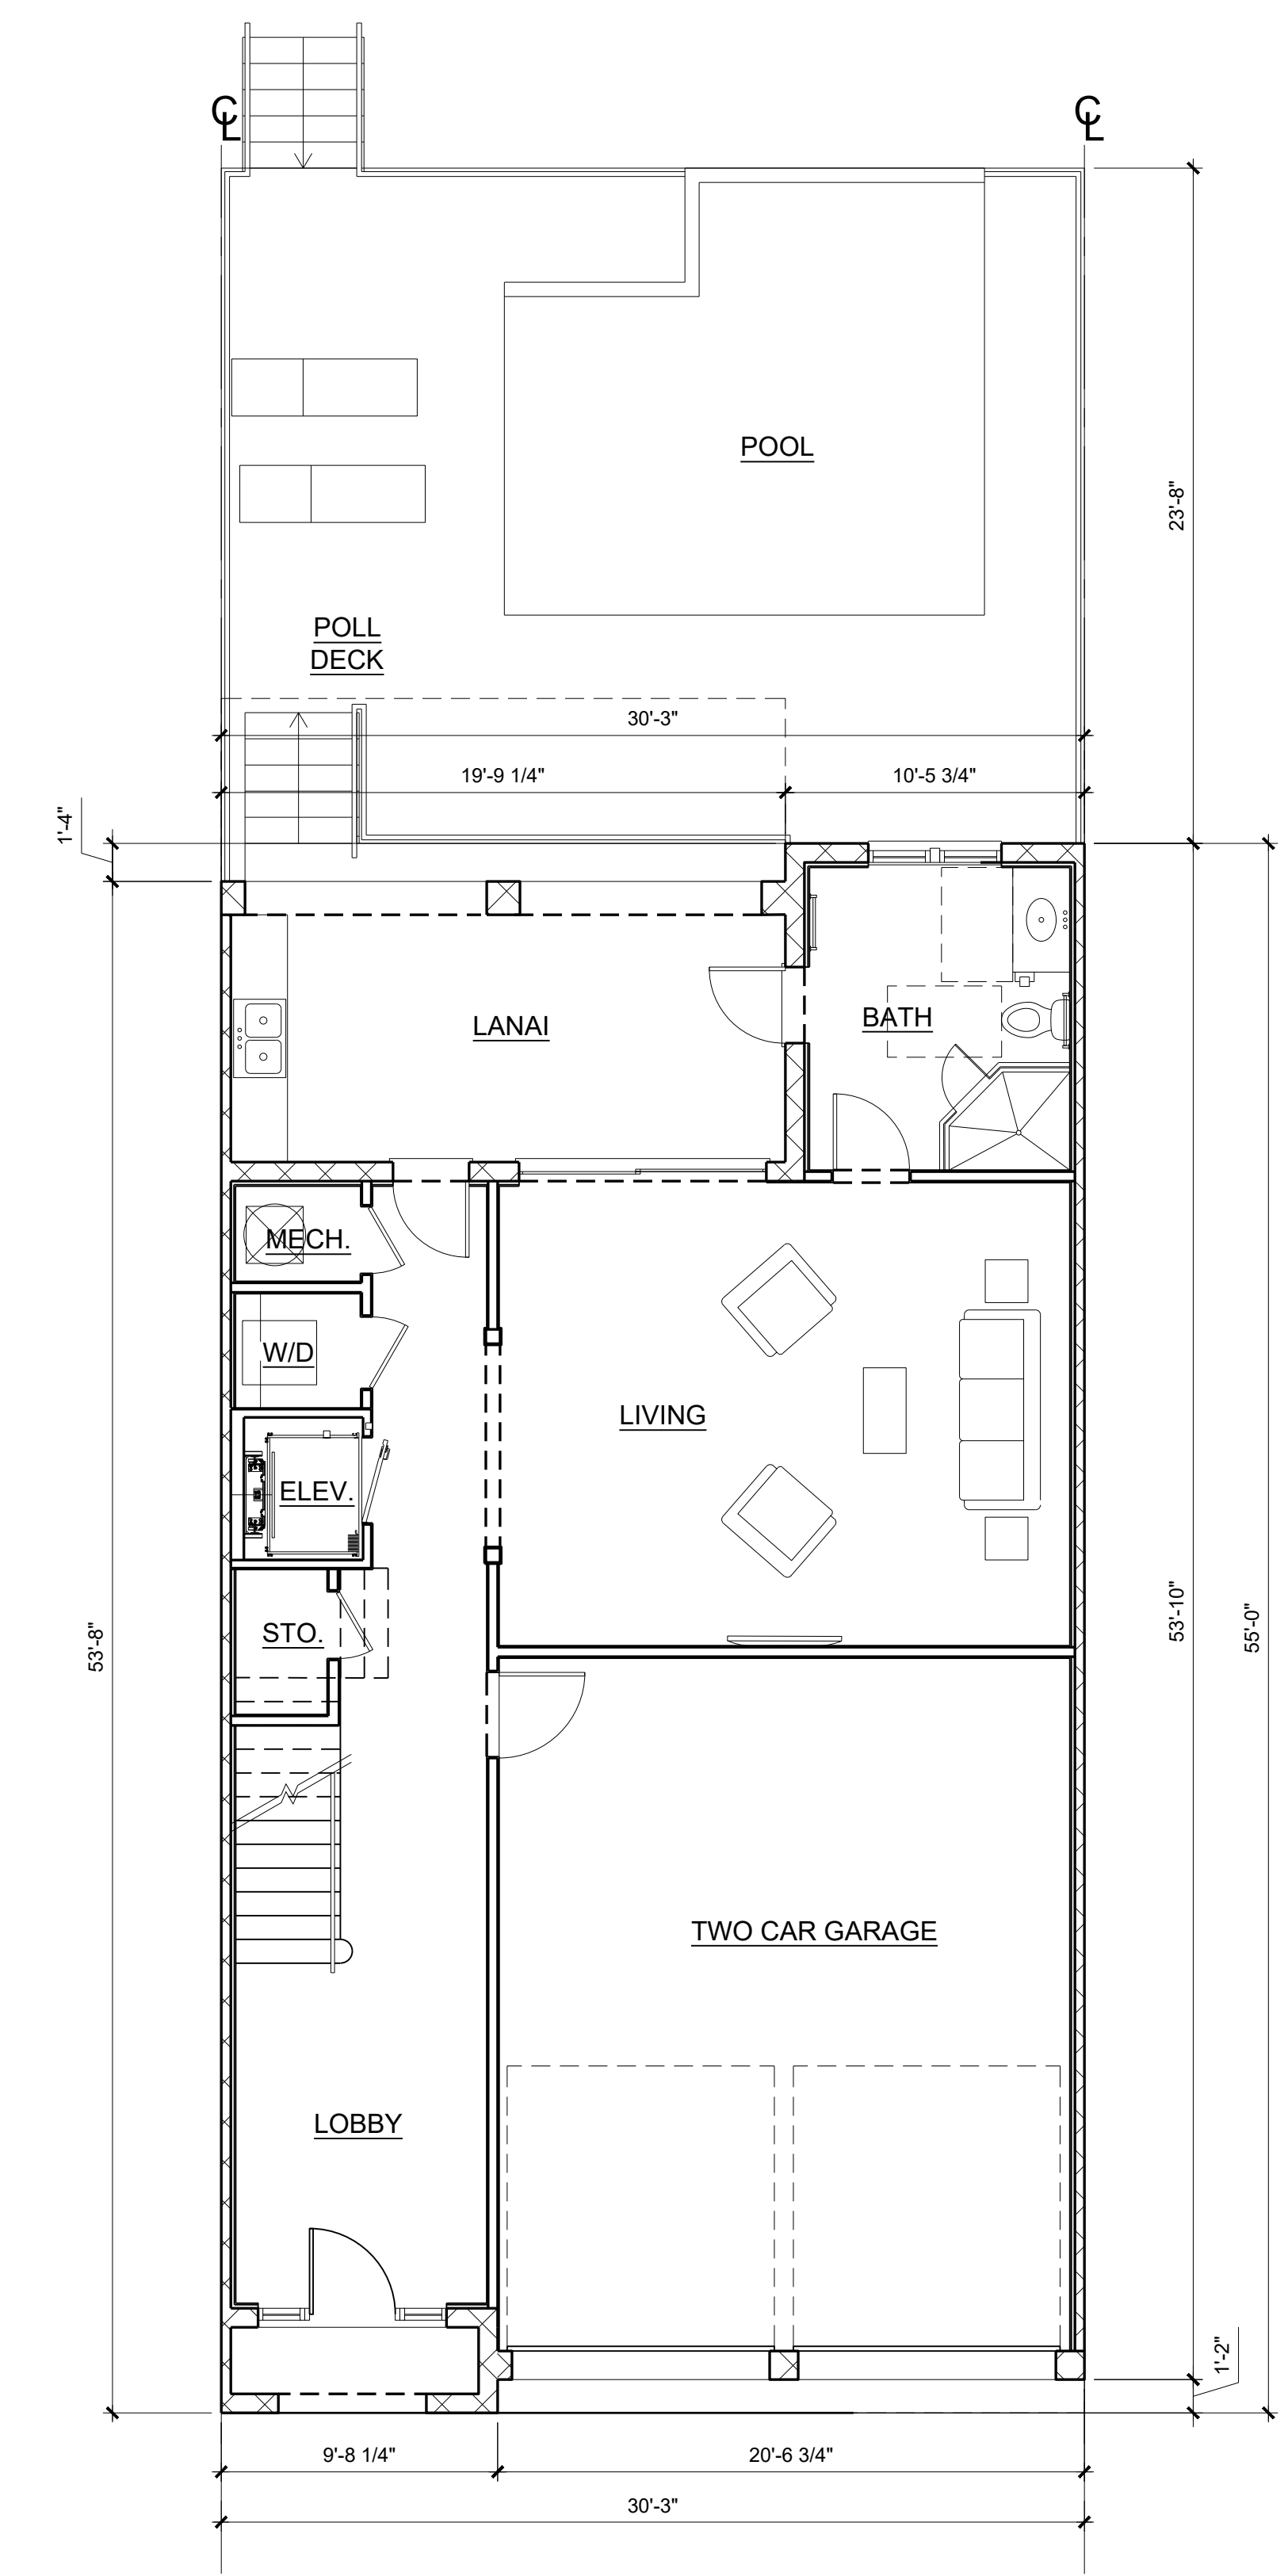 CL
CL
POOL
23'-8"
POLL
DECK
30'-3"
19'-9 1/4"
10'-5 3/4"
1'-4"
LANAI
BATH
MECH.
W/D
LIVING
ELEV.
STO.
53'-8"
53'-10"
55'-0"
TWO CAR GARAGE
LOBBY
1'-2"
9'-8 1/4"
20'-6 3/4"
30'-3"